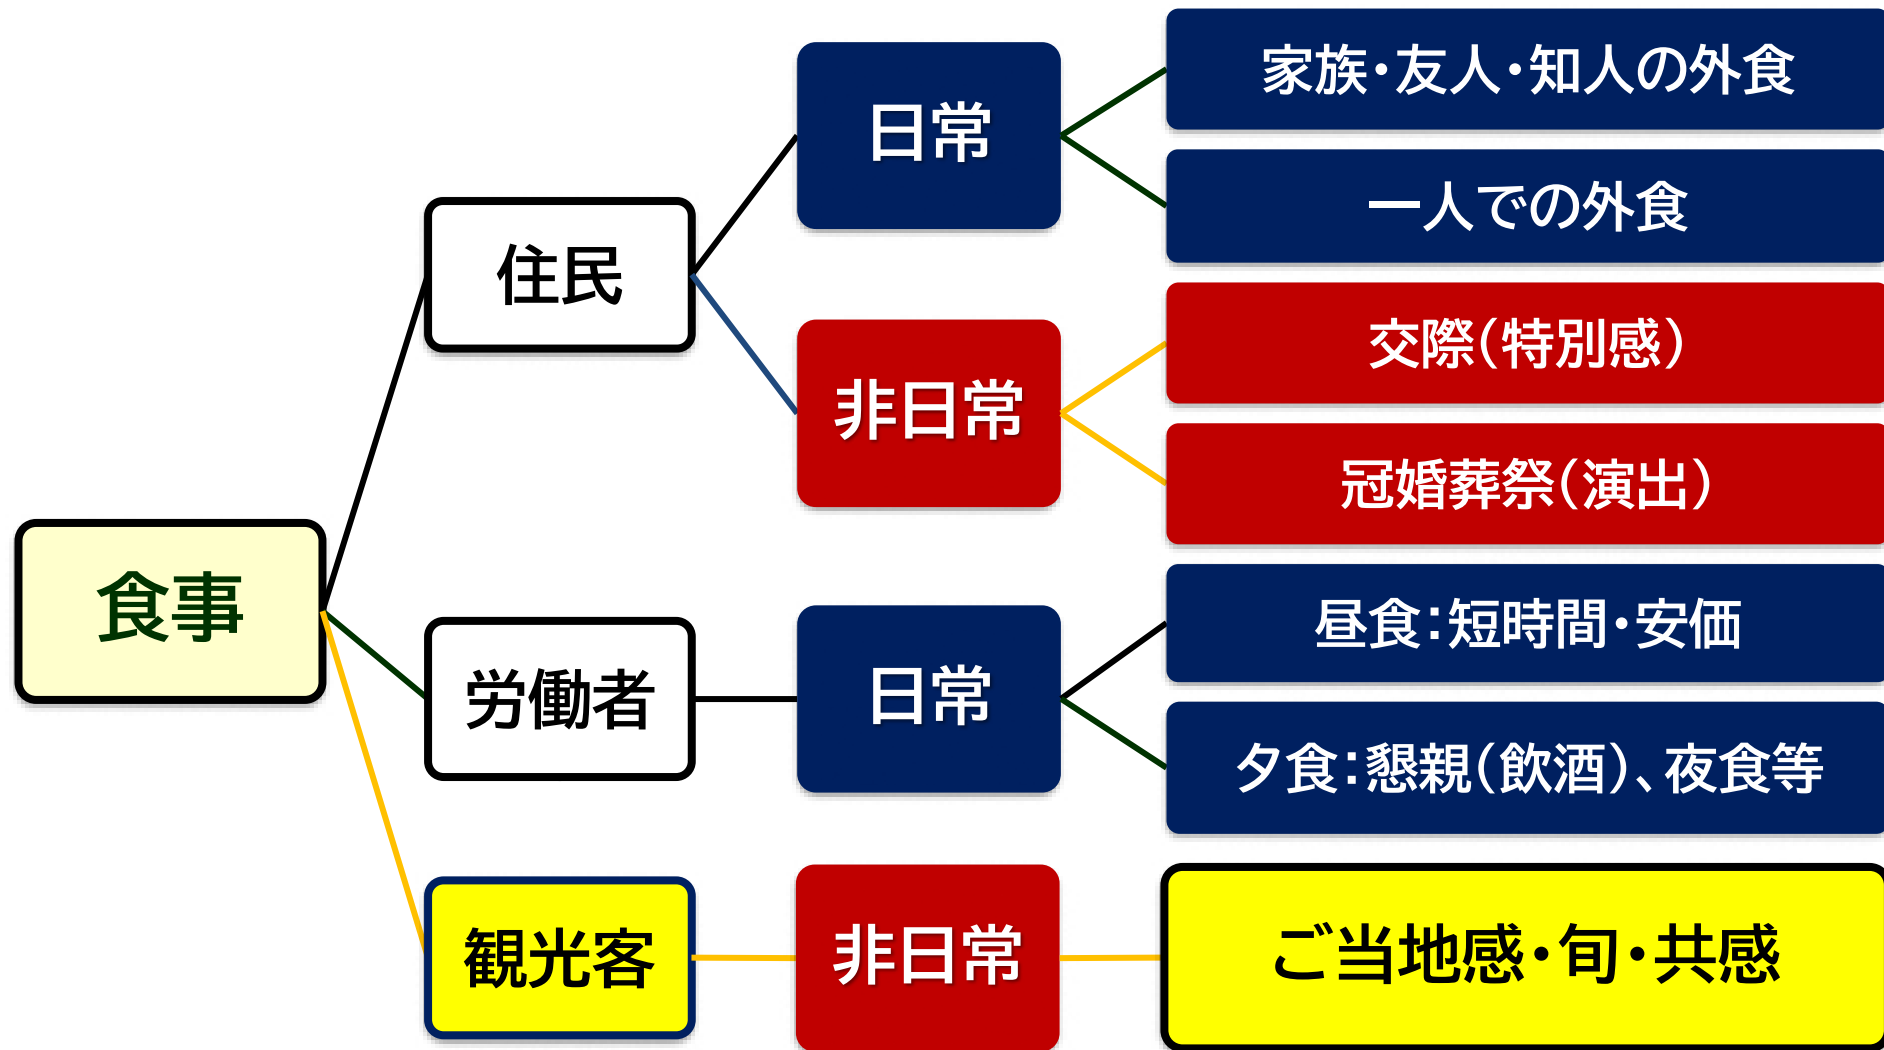 食事
住民
日常
家族・友人・知人の外食
一人での外食
非日常
交際（特別感）
冠婚葬祭（演出）
労働者
日常
昼食：短時間・安価
夕食：懇親（飲酒）、夜食等
観光客
非日常
ご当地感・旬・共感